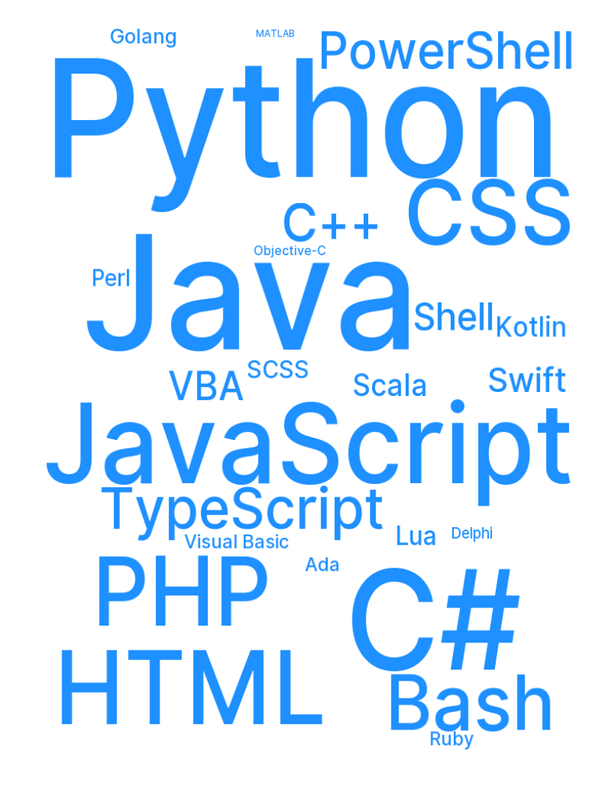 Golang
MATLAB
PowerShell
Python
CSS
C++
Objective-C
Perl
Java
Shell
Kotlin
SCSS
VBA
Scala
Swift
JavaScript
TypeScript
Lua
Delphi
Visual Basic
Ada
PHP
C#
HTML
Bash
Ruby